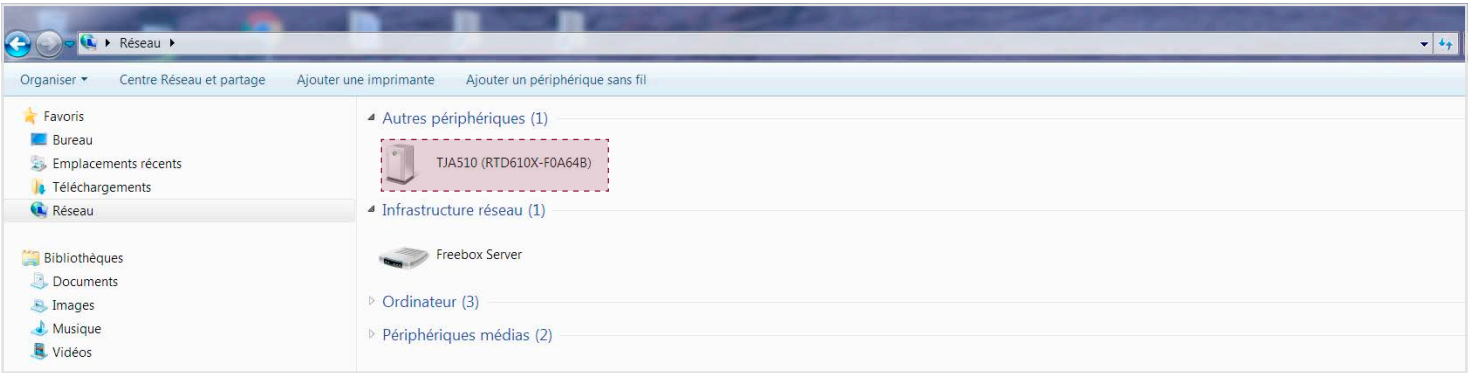 Réseau
Organiser Centre Réseau et partage Ajouter une imprimante Ajouter un périphérique sans fil
Favoris
Bureau
Emplacements récents
Téléchargements
Réseau
Bibliothèques
Documents
Images
Musique
Vidéos
Autres périphériques (1)
TJA510 (RTD610X-F0A64B)
Infrastructure réseau (1)
Freebox Server
Ordinateur (3)
Périphériques médias (2)